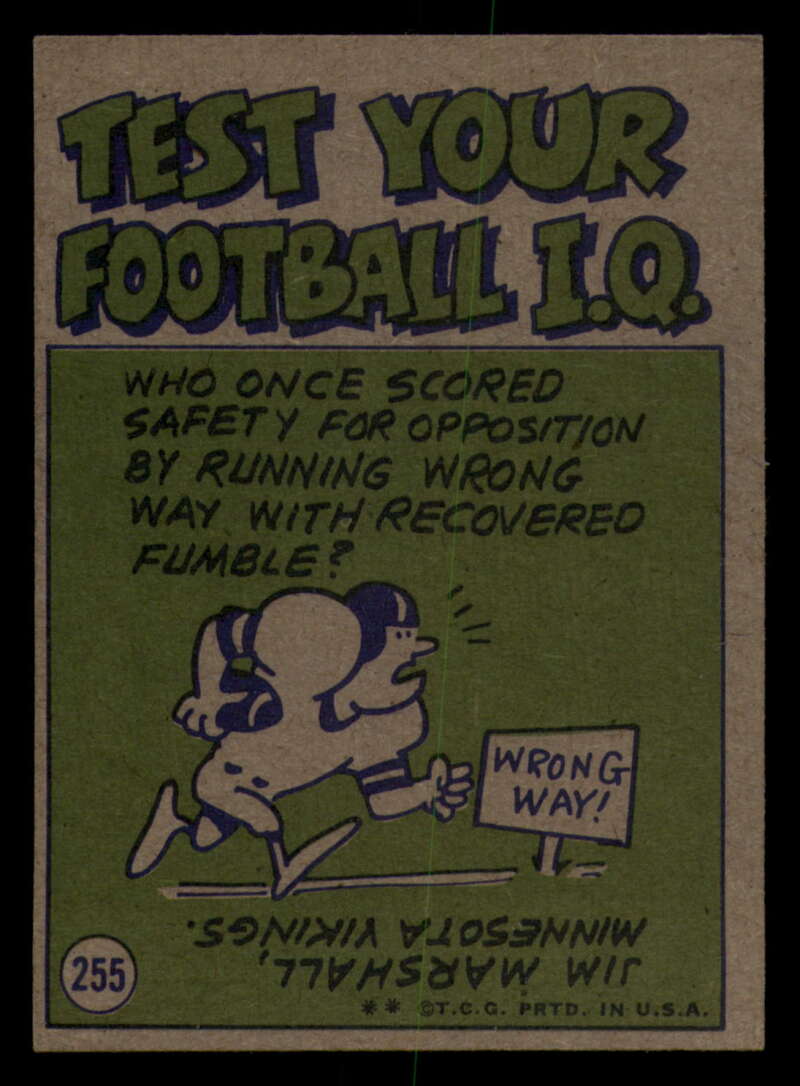 TEST YOUR
FOOTBALL I.Q.
WHO ONCE SCORED
SAFETY FOR OPPOSITION
BY RUNNING WRONG
WAY WITH RECOVERED
FUMBLE?
WRONG
WAY!
JIM MARSHALL,
MINNESOTA VIKINGS.
255
** ©T.C.G. PRTD. IN U.S.A.